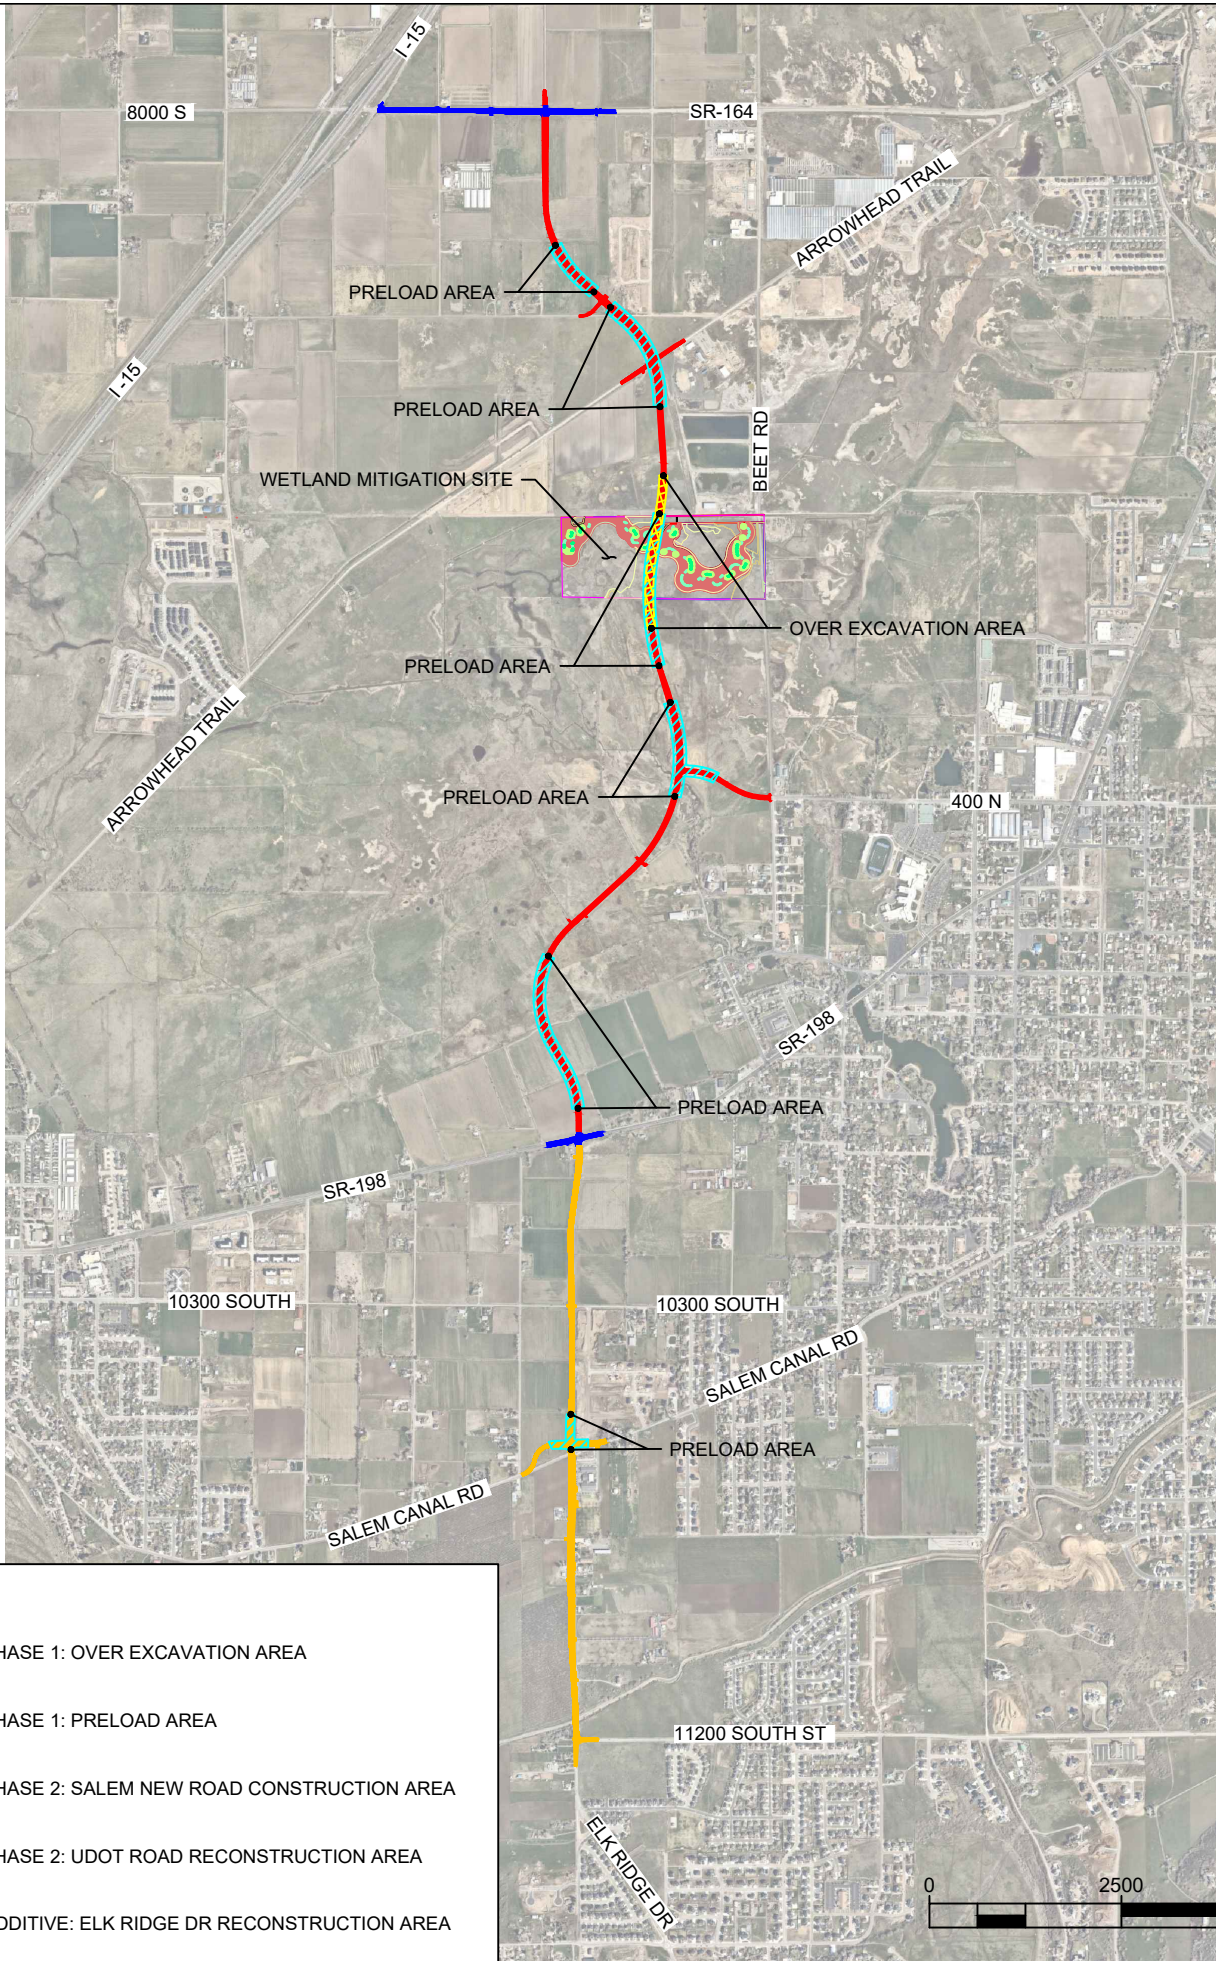 I-15
8000 S
SR-164
ARROWHEAD TRAIL
PRELOAD AREA
I-15
PRELOAD AREA
BEET RD
WETLAND MITIGATION SITE
OVER EXCAVATION AREA
PRELOAD AREA
ARROWHEAD TRAIL
PRELOAD AREA
400 N
SR-198
PRELOAD AREA
SR-198
10300 SOUTH
10300 SOUTH
SALEM CANAL RD
PRELOAD AREA
SALEM CANAL RD
HASE 1: OVER EXCAVATION AREA
HASE 1: PRELOAD AREA
11200 SOUTH ST
HASE 2: SALEM NEW ROAD CONSTRUCTION AREA
HASE 2: UDOT ROAD RECONSTRUCTION AREA
ELK RIDGE DR
0 2500
DDITIVE: ELK RIDGE DR RECONSTRUCTION AREA